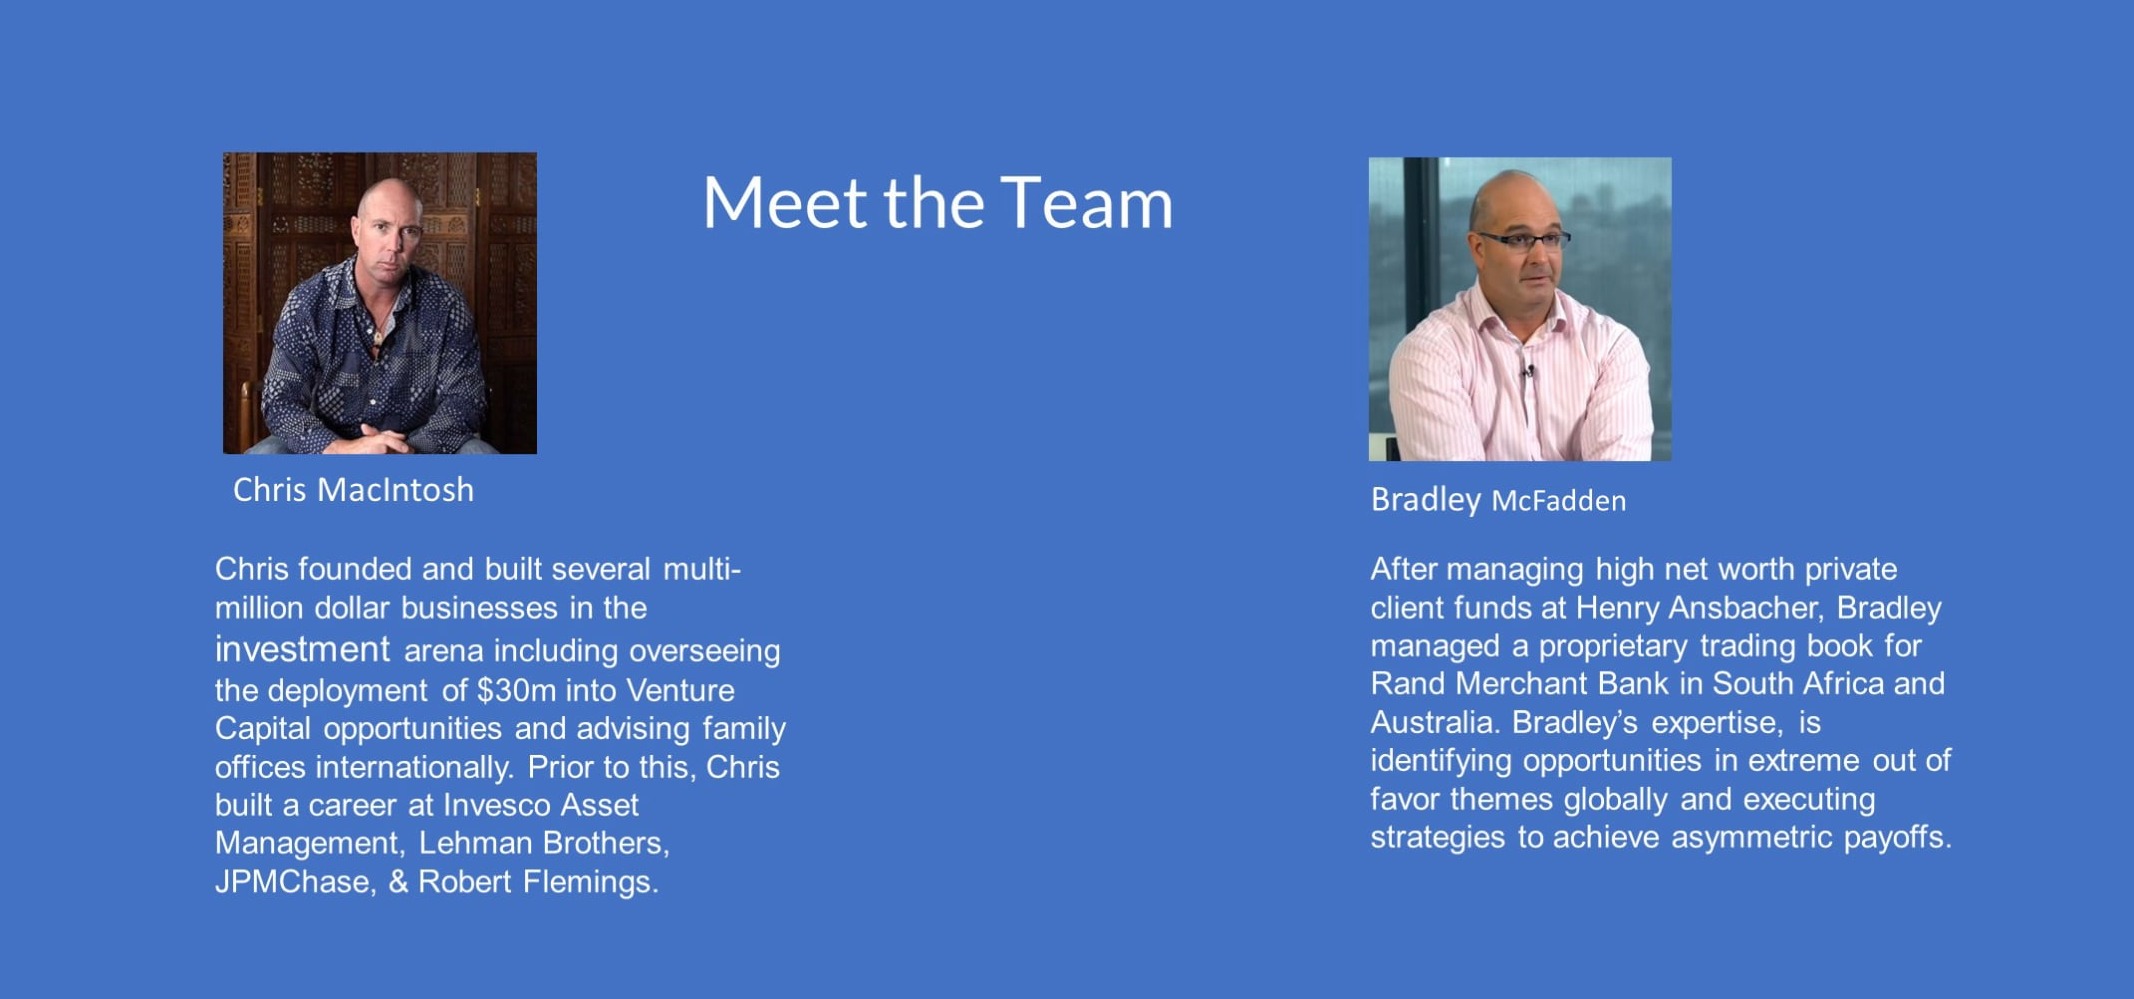 Meet the Team
Chris MacIntosh
Chris founded and built several multi-
million dollar businesses in the
investment arena including overseeing
the deployment of $30m into Venture
Capital opportunities and advising family
offices internationally. Prior to this, Chris
built a career at Invesco Asset
Management, Lehman Brothers,
JPMChase, & Robert Flemings.
Bradley McFadden
After managing high net worth private
client funds at Henry Ansbacher, Bradley
managed a proprietary trading book for
Rand Merchant Bank in South Africa and
Australia. Bradley’s expertise, is
identifying opportunities in extreme out of
favor themes globally and executing
strategies to achieve asymmetric payoffs.